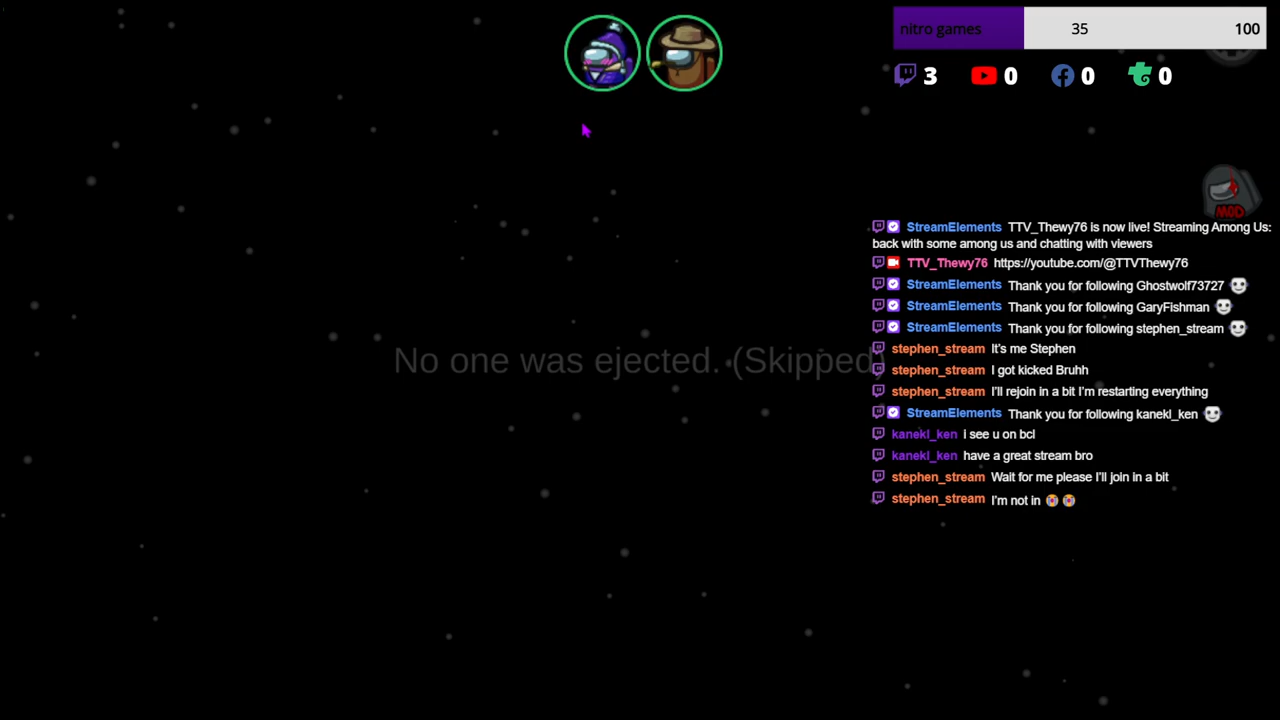 nitro games 35 100
3 0 0 0
MOD
StreamElements TTV_Thewy76 is now live! Streaming Among Us:
back with some among us and chatting with viewers
TTV_Thewy76 https://youtube.com/@TTVThewy76
StreamElements Thank you for following Ghostwolf73727
StreamElements Thank you for following GaryFishman
StreamElements Thank you for following stephen_stream
stephen_stream It's me Stephen
No one was ejected. (Skipped)
stephen_stream I got kicked Bruhh
stephen_stream I'll rejoin in a bit I'm restarting everything
StreamElements Thank you for following kanekl_ken
kanekl_ken i see u on bcl
kanekl_ken have a great stream bro
stephen_stream Wait for me please I'll join in a bit
stephen_stream I'm not in 😭 😭